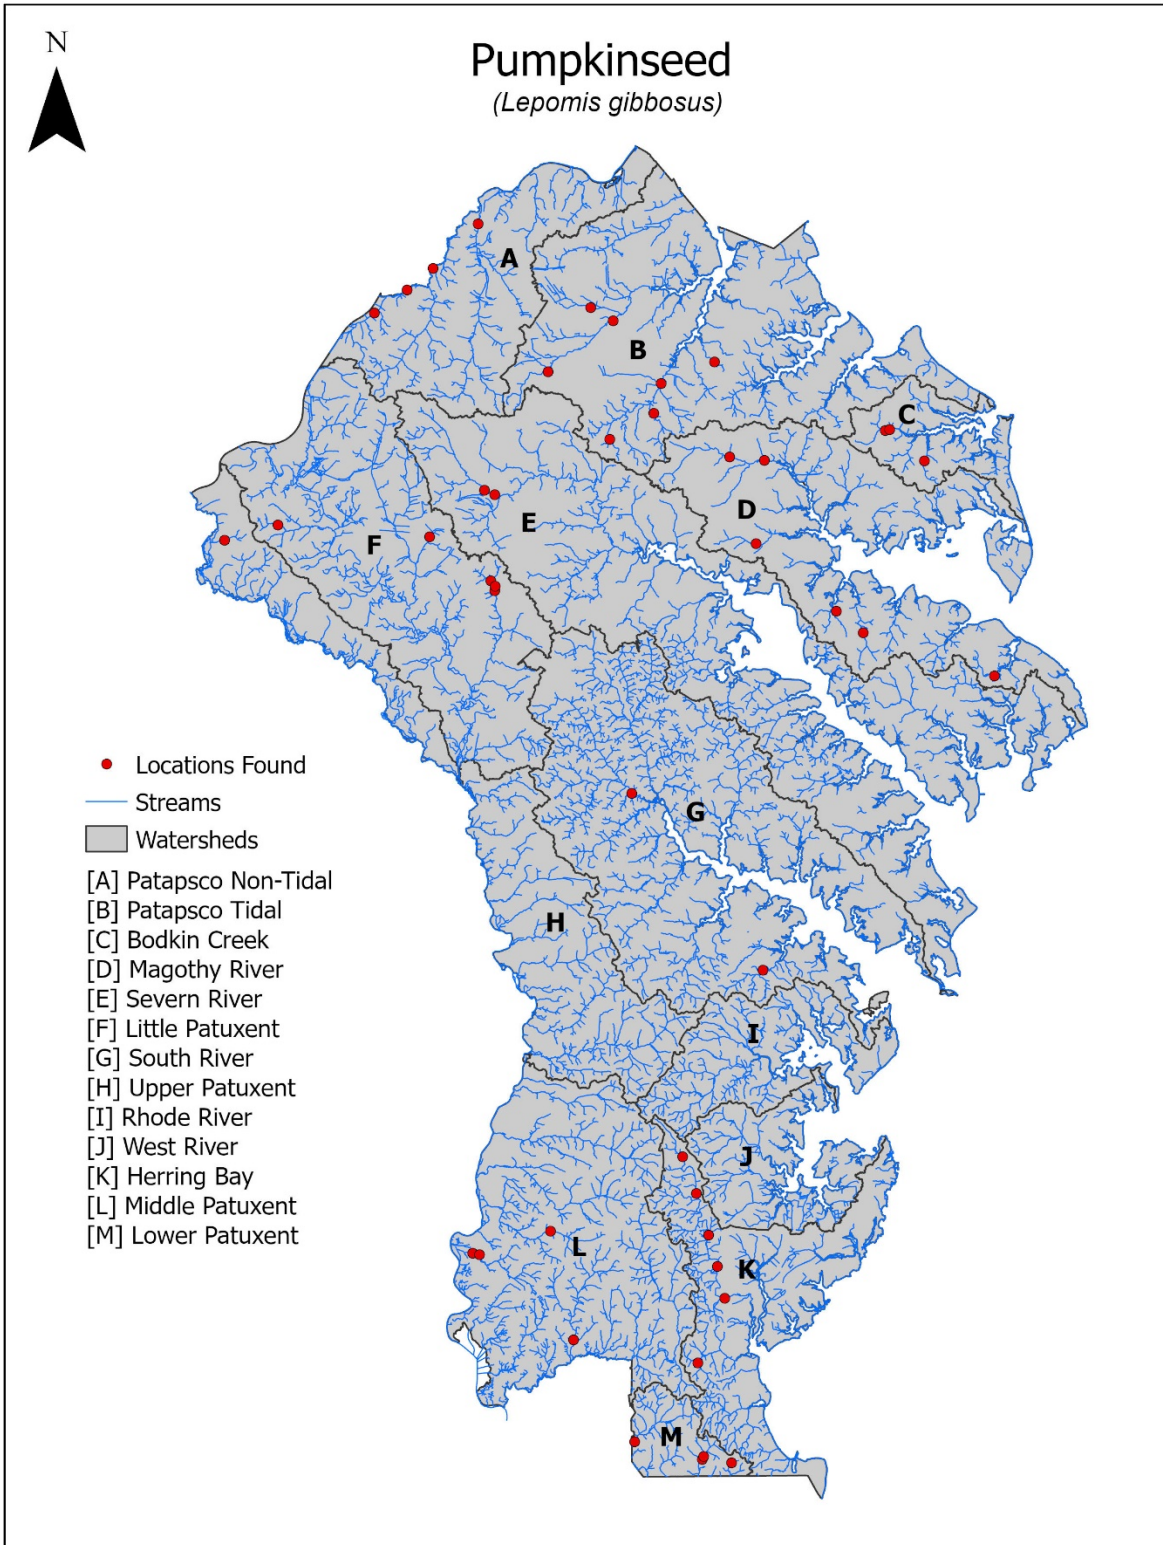 N
Pumpkinseed
(Lepomis gibbosus)
A
B
C
D
E
F
G
H
I
J
K
L
M
Locations Found
Streams
Watersheds
[A] Patapsco Non-Tidal
[B] Patapsco Tidal
[C] Bodkin Creek
[D] Magothy River
[E] Severn River
[F] Little Patuxent
[G] South River
[H] Upper Patuxent
[I] Rhode River
[J] West River
[K] Herring Bay
[L] Middle Patuxent
[M] Lower Patuxent